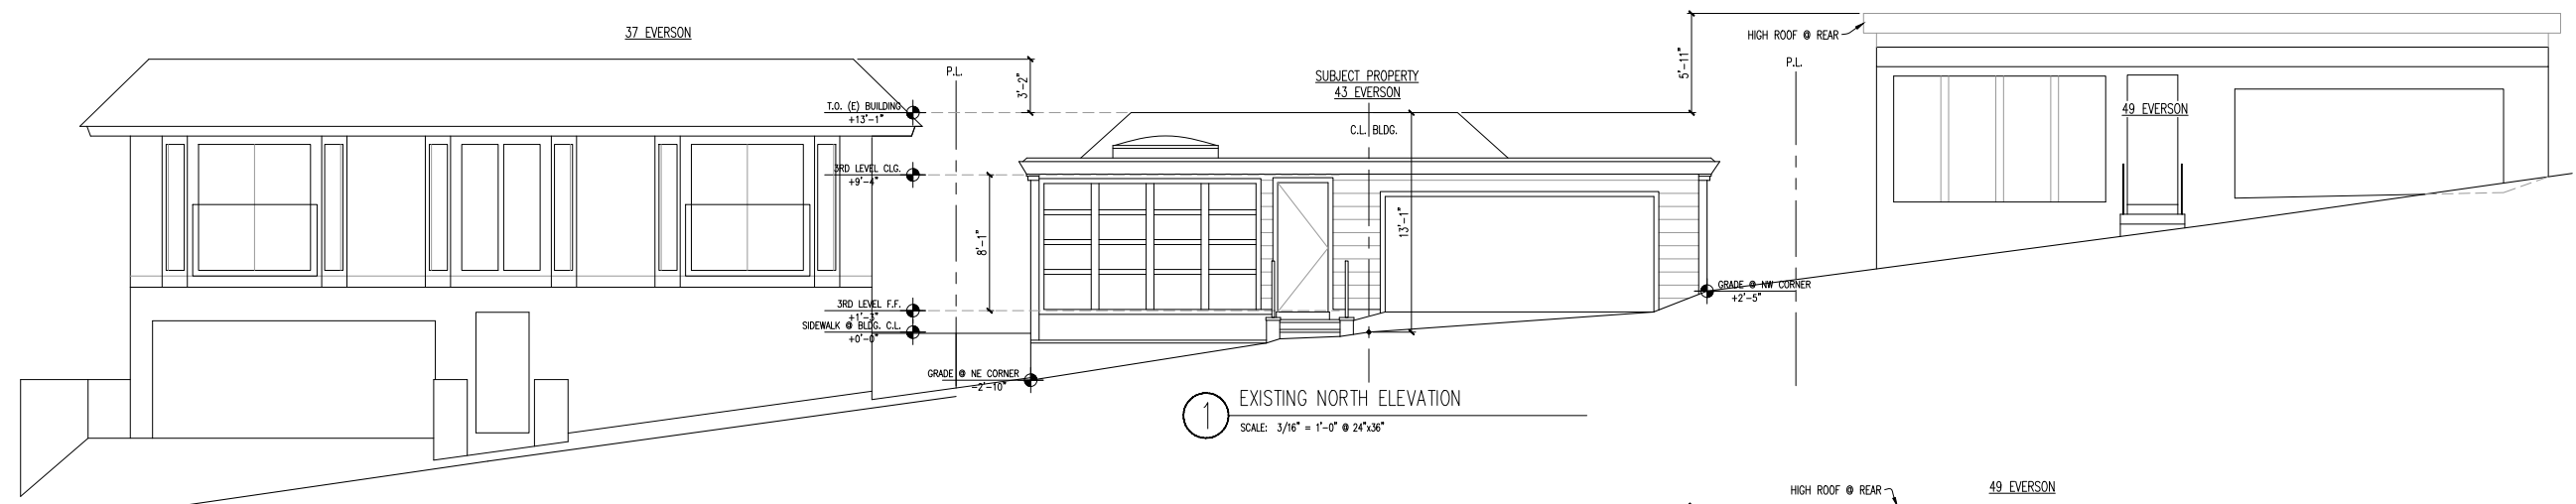 37 EVERSON
HIGH ROOF @ REAR
5'-11"
P.L.
P.L.
3'-2"
SUBJECT PROPERTY
43 EVERSON
T.O. (E) BUILDING
+13'-1"
49 EVERSON
C.L. BLDG.
3RD LEVEL CLG.
+9'-4"
8'-1"
13'-1"
GRADE @ NW CORNER
+2'-5"
3RD LEVEL F.F.
+1'-3"
SIDEWALK @ BLDG. C.L.
+0'-0"
GRADE @ NE CORNER
-2'-10"
1
EXISTING NORTH ELEVATION
SCALE: 3/16" = 1'-0" @ 24"x36"
HIGH ROOF @ REAR
49 EVERSON